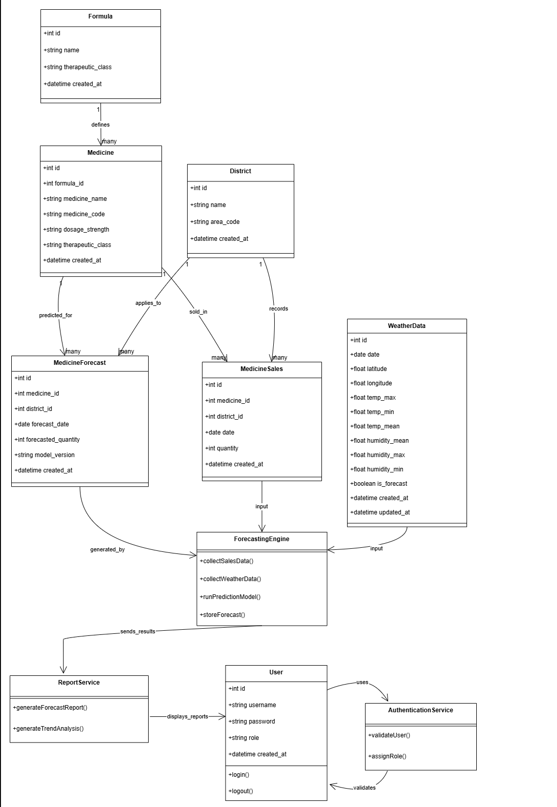 Formula
+int id
+string name
+string therapeutic_class
+datetime created_at
1
defines
many
Medicine
+int id
+int formula_id
+string medicine_name
+string medicine_code
+string dosage_strength
+string therapeutic_class
+datetime created_at
District
+int id
+string name
+string area_code
+datetime created_at
1
1
1
1
predicted_for
applies_to
sold_in
records
many
many
many
many
MedicineForecast
+int id
+int medicine_id
+int district_id
+date forecast_date
+int forecasted_quantity
+string model_version
+datetime created_at
MedicineSales
+int id
+int medicine_id
+int district_id
+date date
+int quantity
+datetime created_at
WeatherData
+int id
+date date
+float latitude
+float longitude
+float temp_max
+float temp_min
+float temp_mean
+float humidity_mean
+float humidity_max
+float humidity_min
+boolean is_forecast
+datetime created_at
+datetime updated_at
input
generated_by
input
ForecastingEngine
+collectSalesData()
+collectWeatherData()
+runPredictionModel()
+storeForecast()
sends_results
ReportService
+generateForecastReport()
+generateTrendAnalysis()
displays_reports
User
+int id
+string username
+string password
+string role
+datetime created_at
+login()
+logout()
uses
AuthenticationService
+validateUser()
+assignRole()
validates